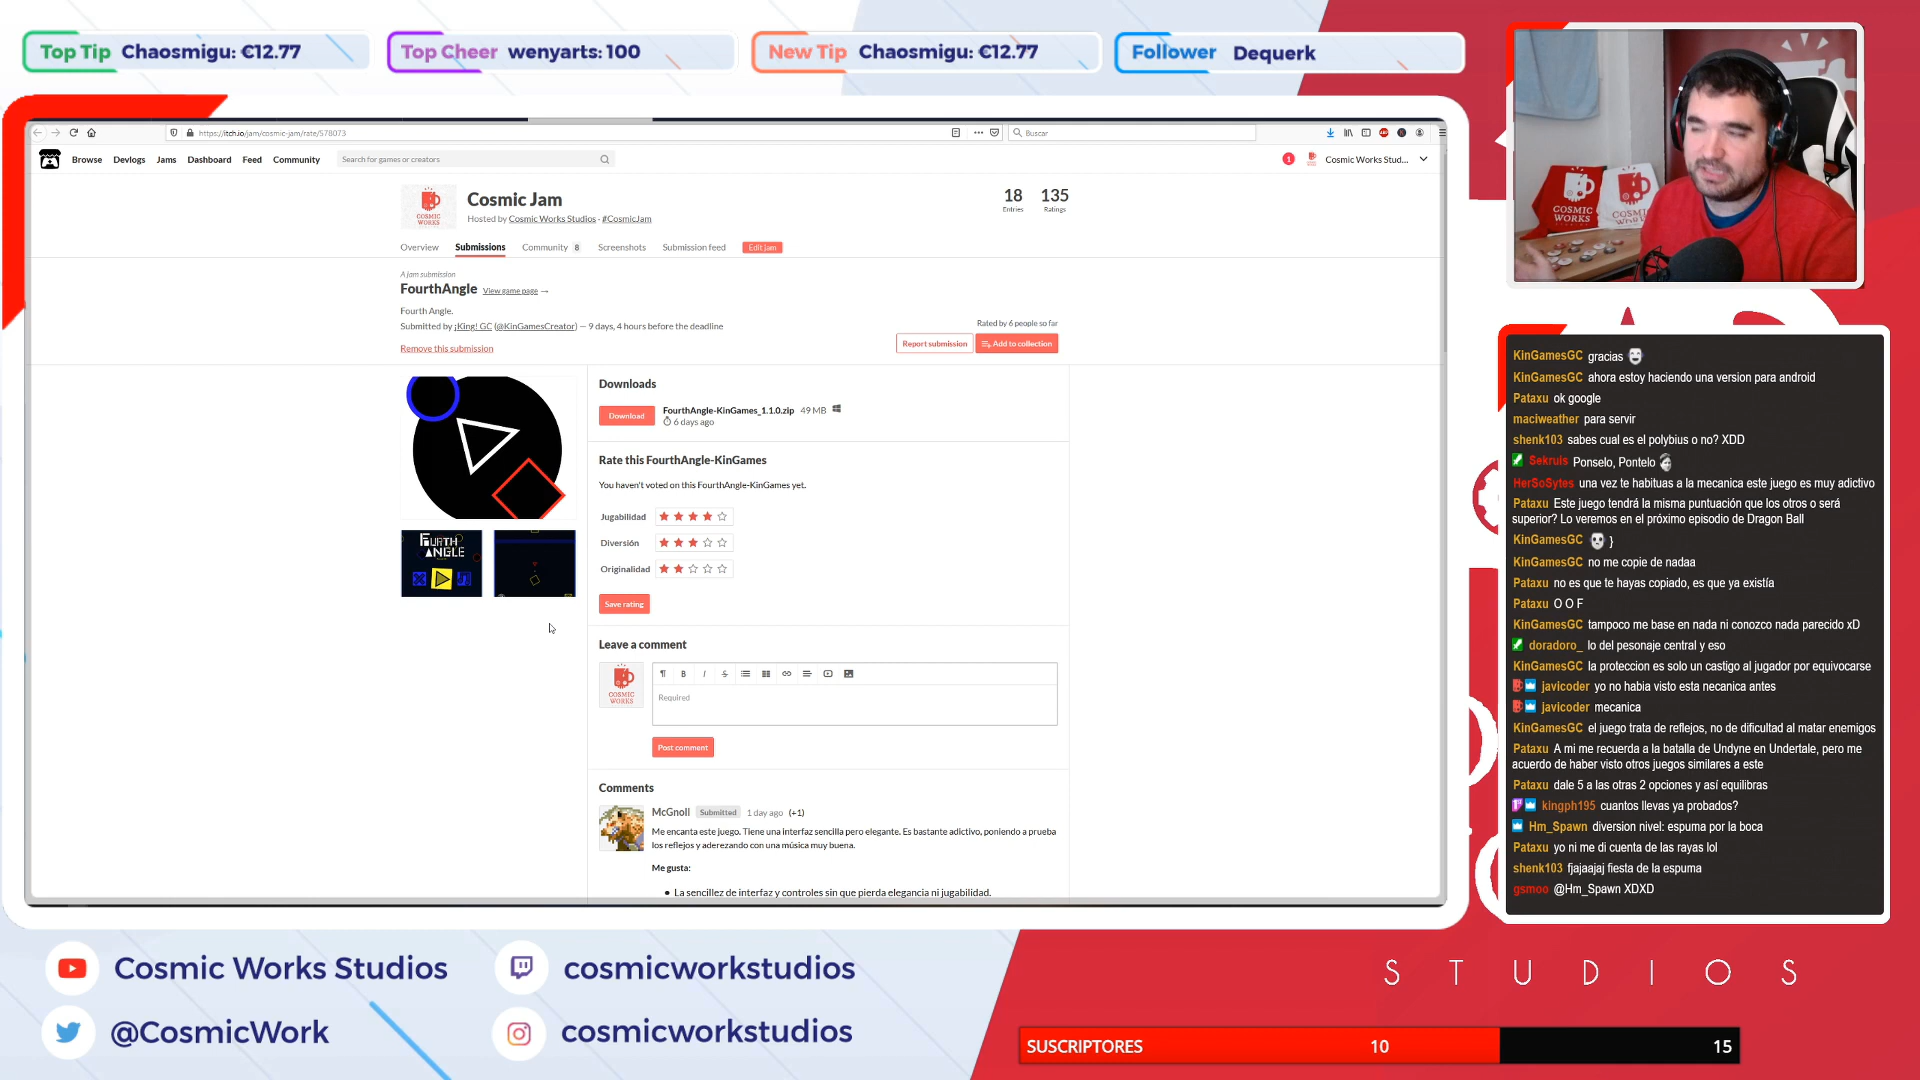 Top Tip Chaosmigu: €12.77
Top Cheer wenyarts: 100
New Tip Chaosmigu: €12.77
Follower Dequerk
https://itch.io/jam/cosmic-jam/rate/578073
Buscar
Browse Devlogs Jams Dashboard Feed Community
Search for games or creators
1 Cosmic Works Stud...
COSMIC WORKS
Cosmic Jam
Hosted by Cosmic Works Studios · #CosmicJam
18 Entries
135 Ratings
Overview Submissions Community 8 Screenshots Submission feed Edit jam
A jam submission
FourthAngle View game page →
Fourth Angle.
Submitted by ¡King! GC (@KinGamesCreator) — 9 days, 4 hours before the deadline
Remove this submission
Rated by 6 people so far
Report submission Add to collection
Downloads
Download FourthAngle-KinGames_1.1.0.zip 49 MB
6 days ago
Rate this FourthAngle-KinGames
You haven't voted on this FourthAngle-KinGames yet.
Jugabilidad
Diversión
Originalidad
Save rating
FOURTH ANGLE
Leave a comment
COSMIC WORKS
Required
Post comment
Comments
McGnoll Submitted 1 day ago (+1)
Me encanta este juego. Tiene una interfaz sencilla pero elegante. Es bastante adictivo, poniendo a prueba
los reflejos y aderezando con una música muy buena.
Me gusta:
• La sencillez de interfaz y controles sin que pierda elegancia ni jugabilidad.
COSMIC WORKS
KinGamesGC gracias
KinGamesGC ahora estoy haciendo una version para android
Pataxu ok google
maciweather para servir
shenk103 sabes cual es el polybius o no? XDD
Sekruis Ponselo, Pontelo
HerSoSytes una vez te habituas a la mecanica este juego es muy adictivo
Pataxu Este juego tendrá la misma puntuación que los otros o será
superior? Lo veremos en el próximo episodio de Dragon Ball
KinGamesGC }
KinGamesGC no me copie de nadaa
Pataxu no es que te hayas copiado, es que ya existía
Pataxu O O F
KinGamesGC tampoco me base en nada ni conozco nada parecido xD
doradoro_ lo del pesonaje central y eso
KinGamesGC la proteccion es solo un castigo al jugador por equivocarse
javicoder yo no habia visto esta necanica antes
javicoder mecanica
KinGamesGC el juego trata de reflejos, no de dificultad al matar enemigos
Pataxu A mi me recuerda a la batalla de Undyne en Undertale, pero me
acuerdo de haber visto otros juegos similares a este
Pataxu dale 5 a las otras 2 opciones y así equilibras
kingph195 cuantos llevas ya probados?
Hm_Spawn diversion nivel: espuma por la boca
Pataxu yo ni me di cuenta de las rayas lol
shenk103 fjajaajaj fiesta de la espuma
gsmoo @Hm_Spawn XDXD
Cosmic Works Studios
cosmicworkstudios
@CosmicWork
cosmicworkstudios
STUDIOS
SUSCRIPTORES 10 15